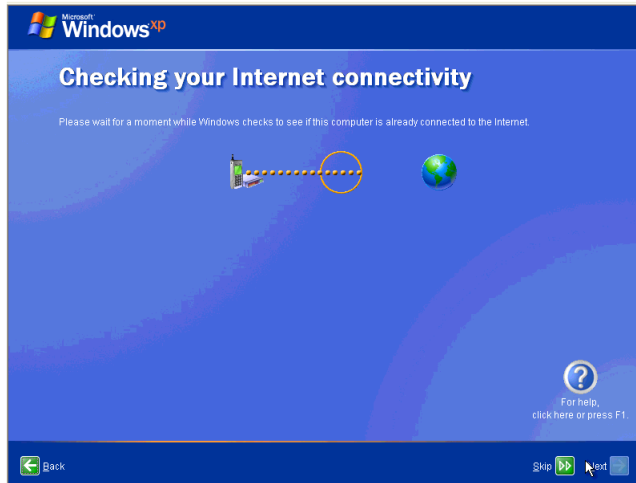 Microsoft
Windows xp
Checking your Internet connectivity
Please wait for a moment while Windows checks to see if this computer is already connected to the Internet.
For help,
click here or press F1.
Back
Skip
Next